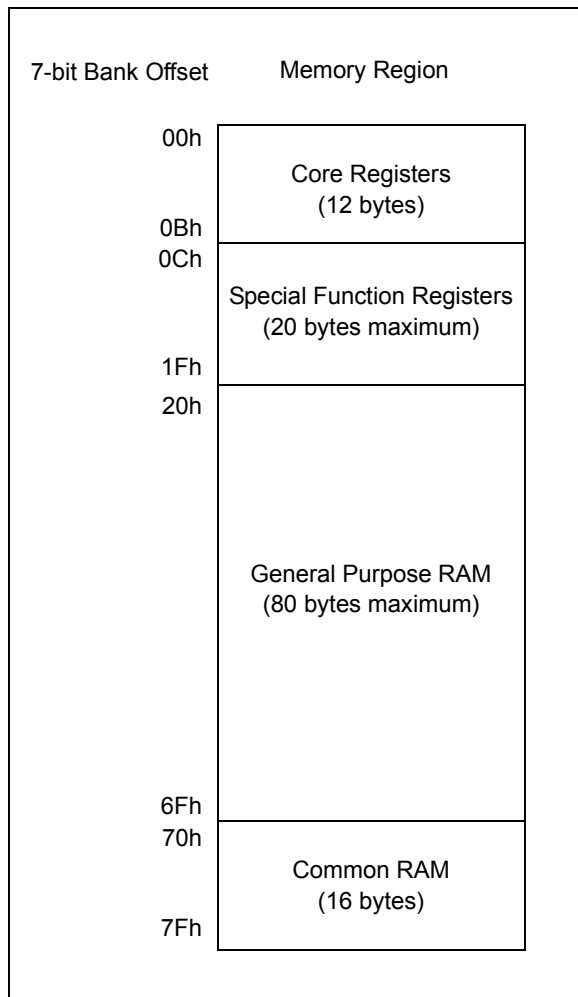 7-bit Bank Offset Memory Region
00h
Core Registers
(12 bytes)
0Bh
0Ch
Special Function Registers
(20 bytes maximum)
1Fh
20h
General Purpose RAM
(80 bytes maximum)
6Fh
70h
Common RAM
(16 bytes)
7Fh